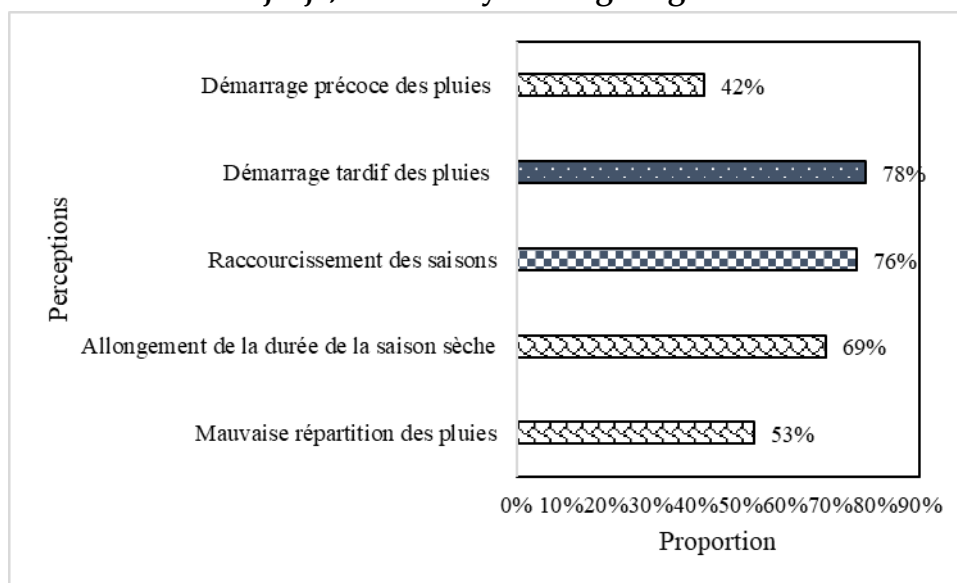 Démarrage précoce des pluies
42%
Démarrage tardif des pluies
78%
Raccourcissement des saisons
76%
Allongement de la durée de la saison sèche
69%
Mauvaise répartition des pluies
53%
Perceptions
0% 10%20%30%40%50%60%70%80%90%
Proportion